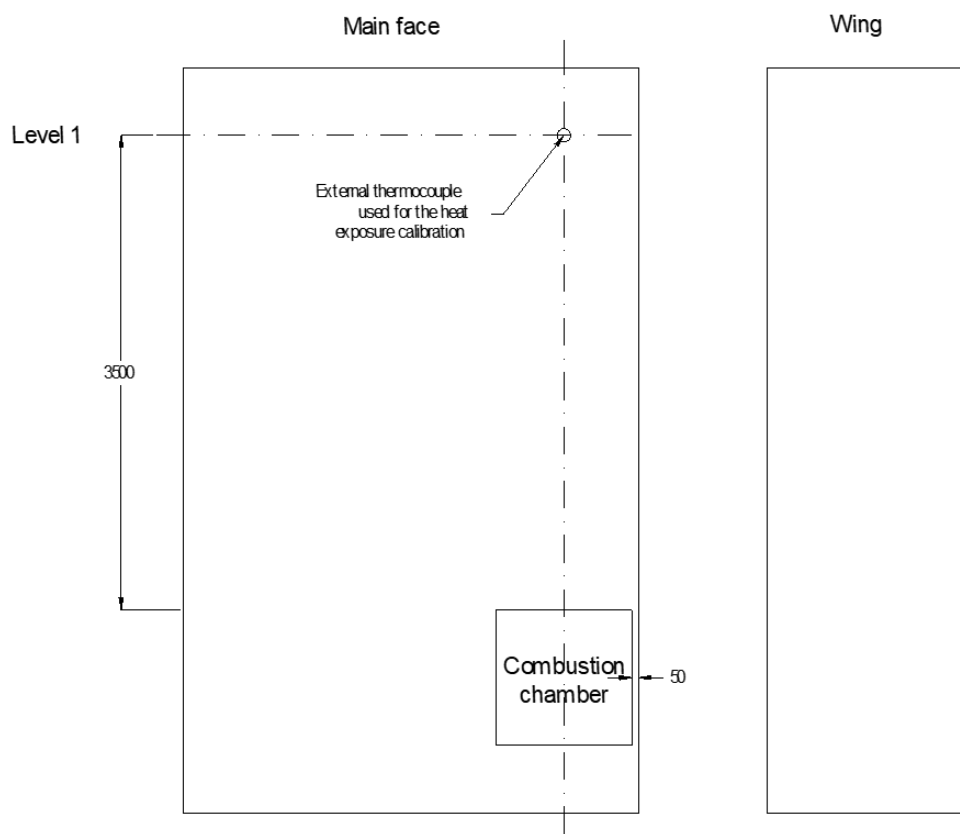 Main face
Wing
Level 1
External thermocouple
used for the heat
exposure calibration
3500
Combustion
chamber
50